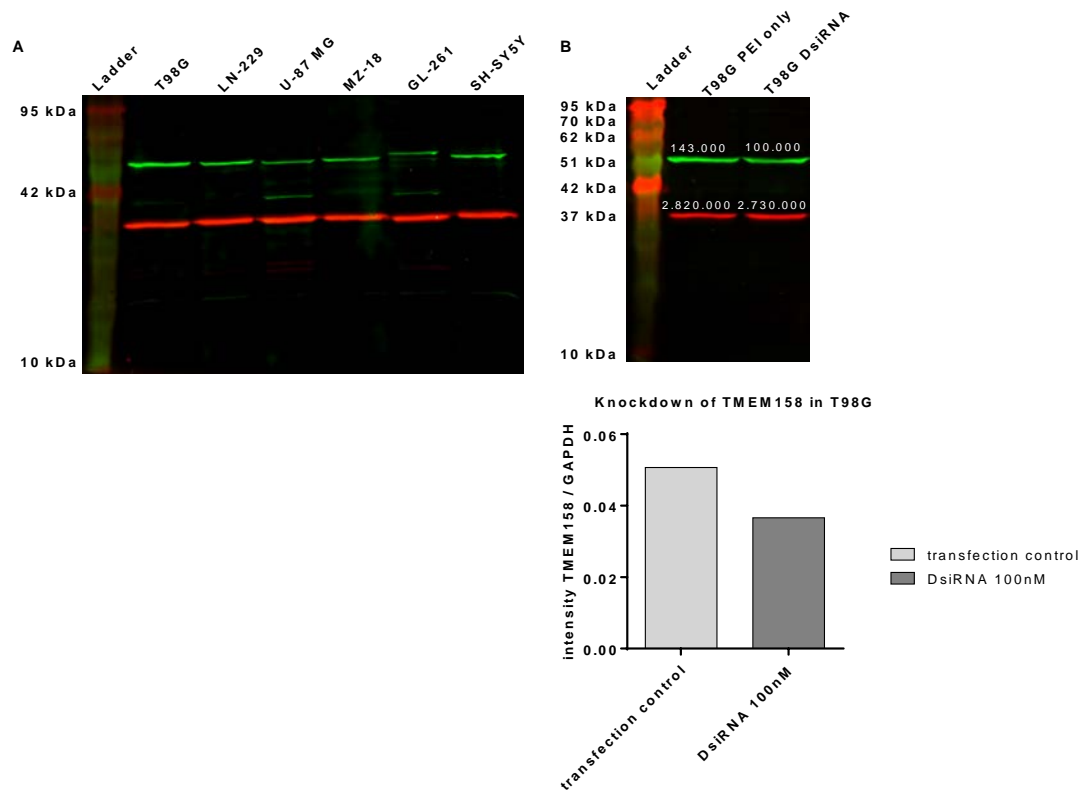 A
Ladder
T98G
LN-229
U-87 MG
MZ-18
GL-261
SH-SY5Y
95 kDa
42 kDa
10 kDa
B
Ladder
T98G PEI only
T98G DsiRNA
95 kDa
70 kDa
62 kDa
51 kDa
42 kDa
37 kDa
10 kDa
143.000 100.000
2.820.000 2.730.000
Knockdown of TMEM158 in T98G
intensity TMEM158 / GAPDH
0.06
0.04
0.02
0.00
transfection control
DsiRNA 100nM
transfection control
DsiRNA 100nM